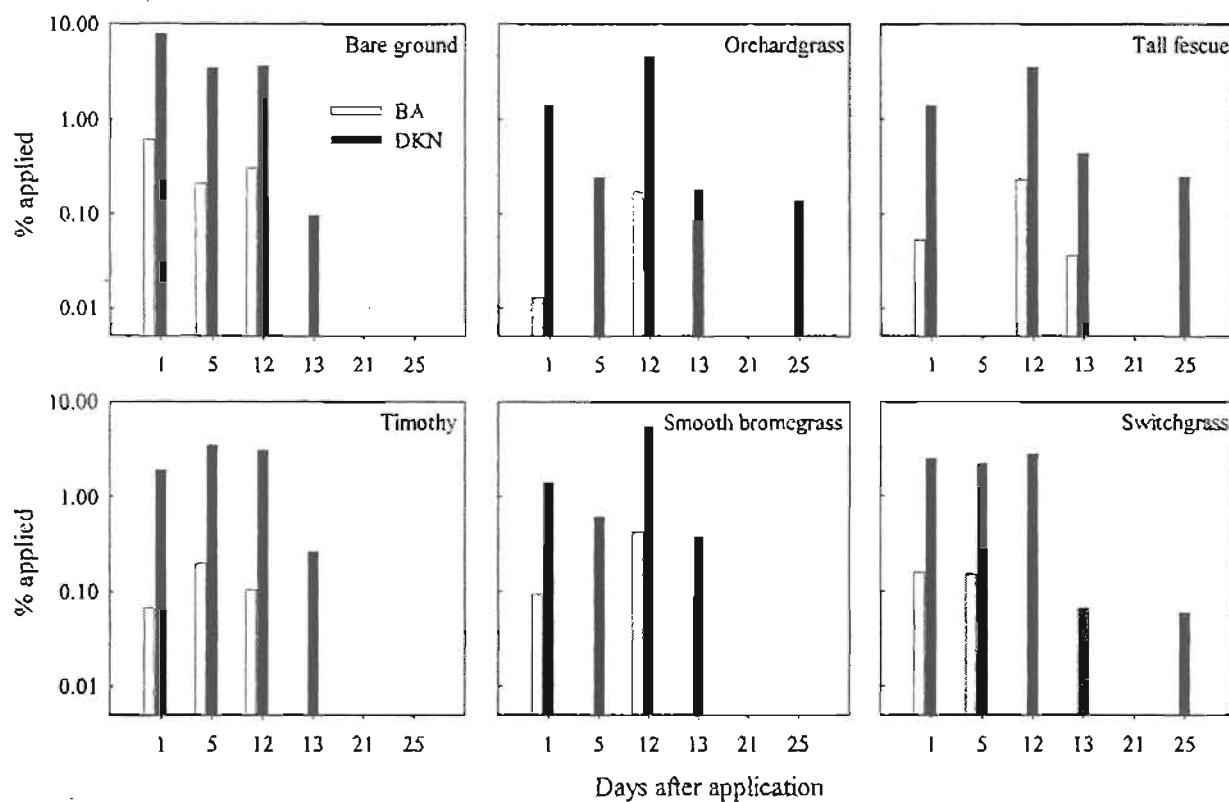 10.00
1.00
0.10
0.01
% applied
Bare ground
BA
DKN
1 5 12 13 21 25
Orchardgrass
1 5 12 13 21 25
Tall fescue
1 5 12 13 21 25
10.00
1.00
0.10
0.01
% applied
Timothy
1 5 12 13 21 25
Smooth bromegrass
1 5 12 13 21 25
Switchgrass
1 5 12 13 21 25
Days after application